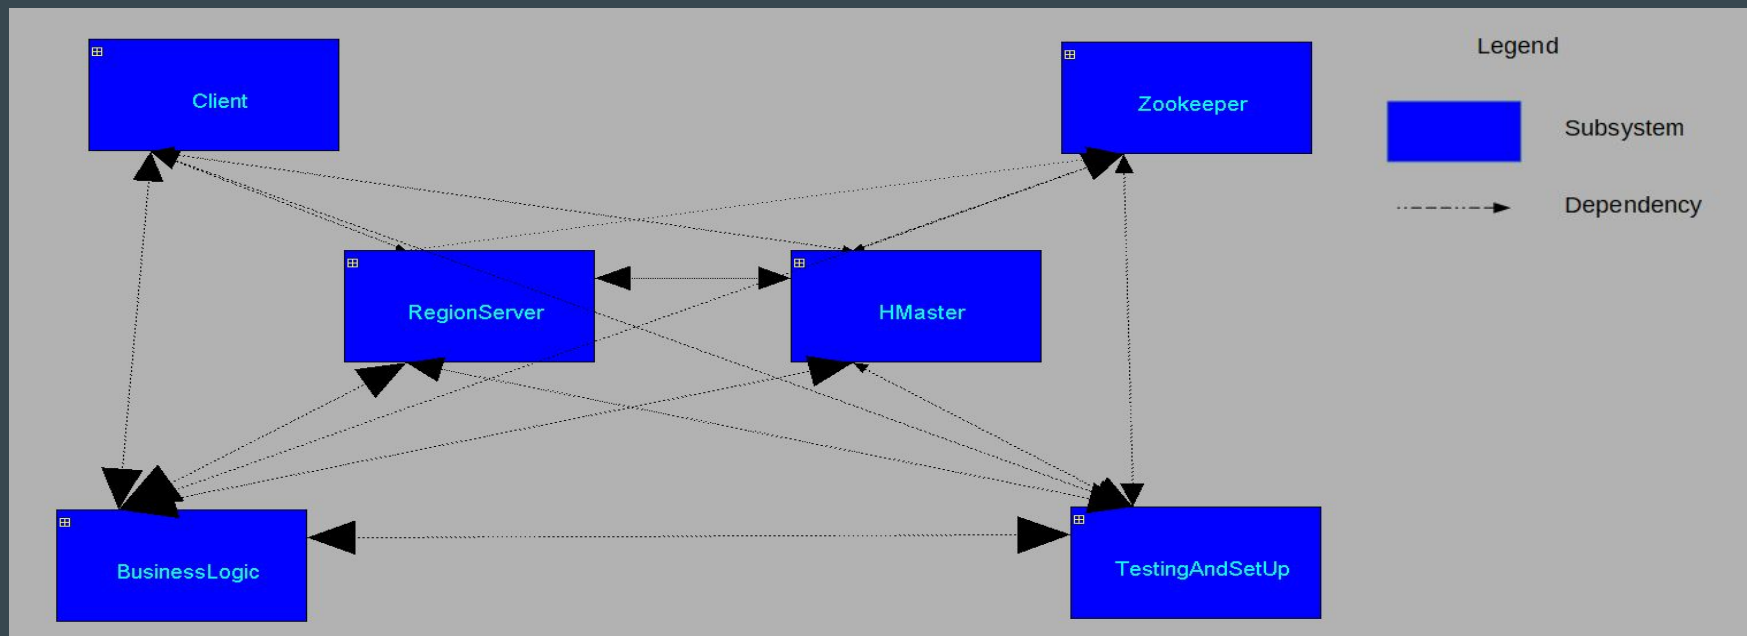 Client
Zookeeper
Legend
Subsystem
Dependency
RegionServer
HMaster
BusinessLogic
TestingAndSetUp